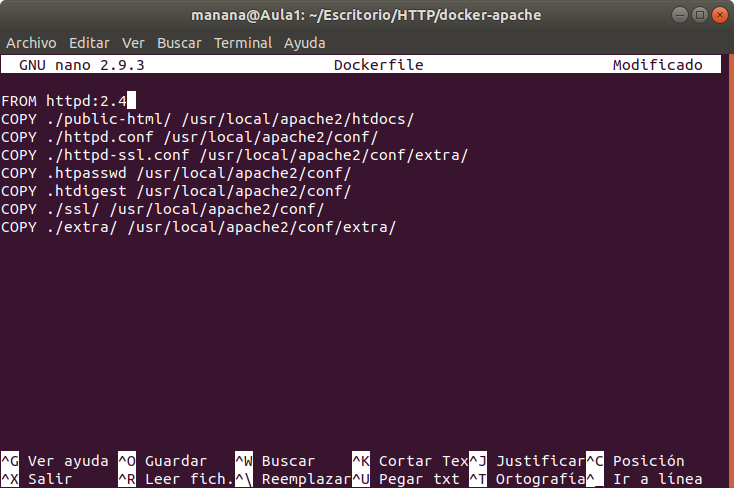 manana@Aula1: ~/Escritorio/HTTP/docker-apache
Archivo Editar Ver Buscar Terminal Ayuda
GNU nano 2.9.3 Dockerfile Modificado
FROM httpd:2.4
COPY ./public-html/ /usr/local/apache2/htdocs/
COPY ./httpd.conf /usr/local/apache2/conf/
COPY ./httpd-ssl.conf /usr/local/apache2/conf/extra/
COPY .htpasswd /usr/local/apache2/conf/
COPY .htdigest /usr/local/apache2/conf/
COPY ./ssl/ /usr/local/apache2/conf/
COPY ./extra/ /usr/local/apache2/conf/extra/
^G Ver ayuda ^O Guardar ^W Buscar ^K Cortar Tex^J Justificar^C Posición
^X Salir ^R Leer fich.^\ Reemplazar^U Pegar txt ^T Ortografía^_ Ir a línea